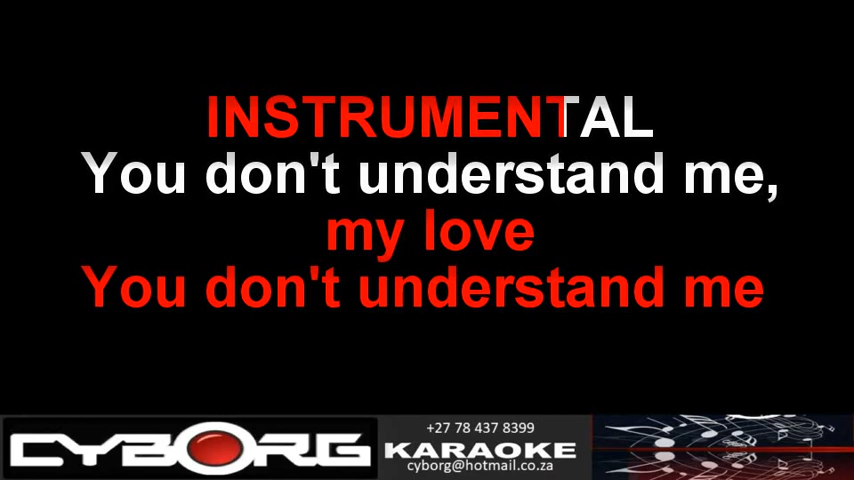 INSTRUMENTAL
You don't understand me,
my love
You don't understand me
CYBORG
+27 78 437 8399
KARAOKE
cyborg@hotmail.co.za